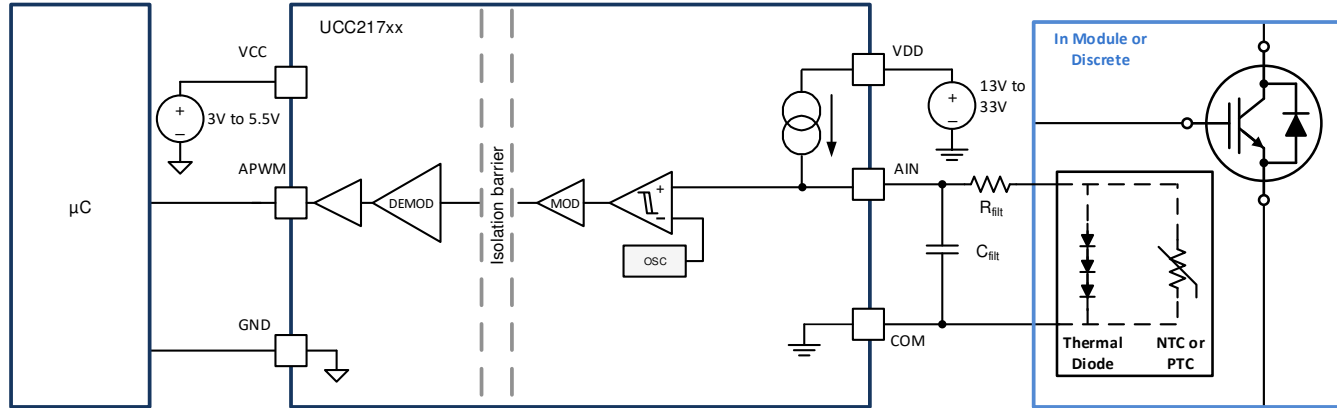 UCC217xx
In Module or
Discrete
VCC
VDD
+
−
3V to 5.5V
+
−
13V to
33V
APWM
AIN
µC
DEMOD
Isolation barrier
MOD
+
−
OSC
Rfilt
Cfilt
GND
COM
Thermal
Diode
NTC or
PTC